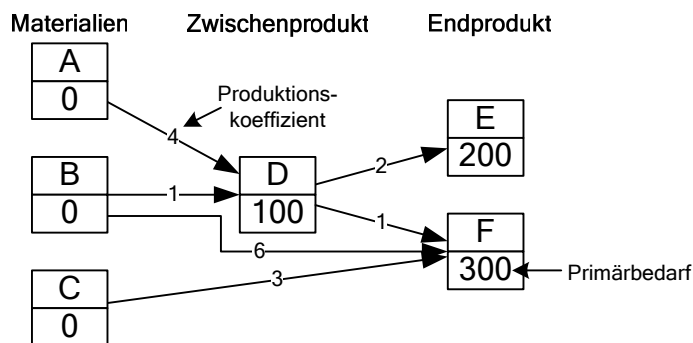 Materialien
Zwischenprodukt
Endprodukt
A
0
Produktions-
koeffizient
4
E
200
2
B
0
1
D
100
1
F
300
6
Primärbedarf
3
C
0